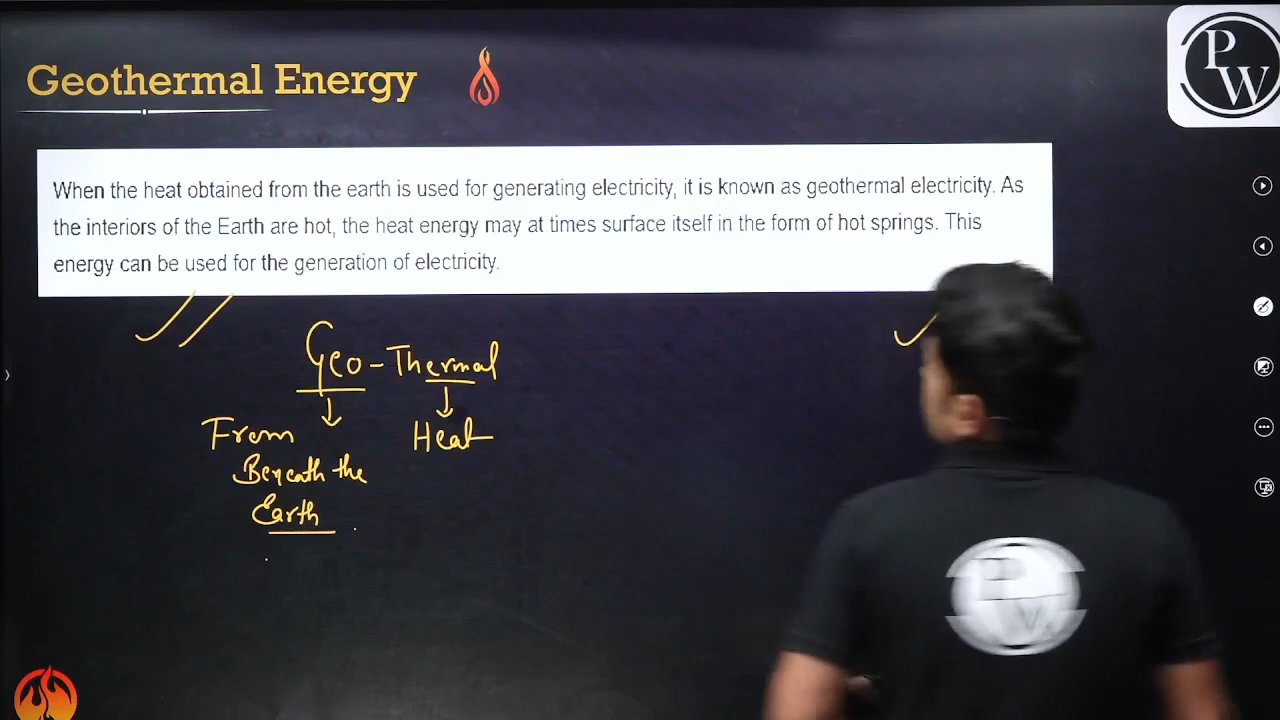 Geothermal Energy
PW
When the heat obtained from the earth is used for generating electricity, it is known as geothermal electricity. As
the interiors of the Earth are hot, the heat energy may at times surface itself in the form of hot springs. This
energy can be used for the generation of electricity.
Geo-Thermal
From
Heat
Beneath the
Earth
PW